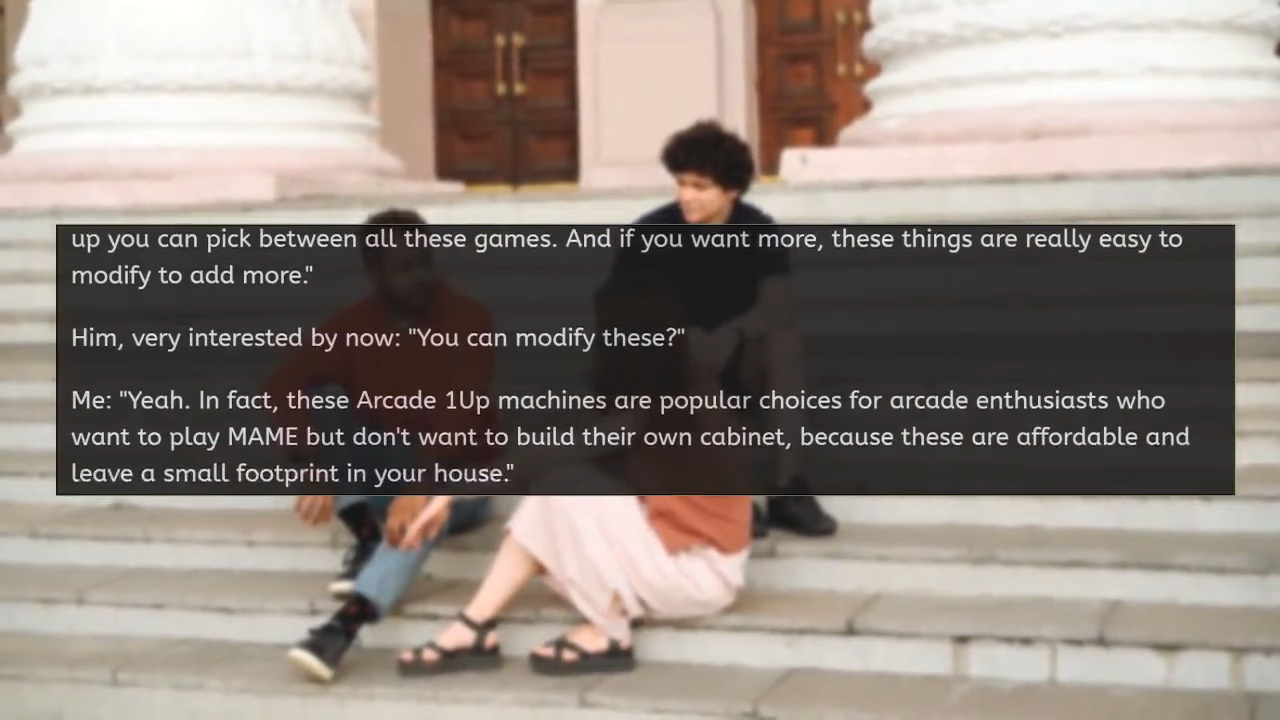 up you can pick between all these games. And if you want more, these things are really easy to
modify to add more."
Him, very interested by now: "You can modify these?"
Me: "Yeah. In fact, these Arcade 1Up machines are popular choices for arcade enthusiasts who
want to play MAME but don't want to build their own cabinet, because these are affordable and
leave a small footprint in your house."